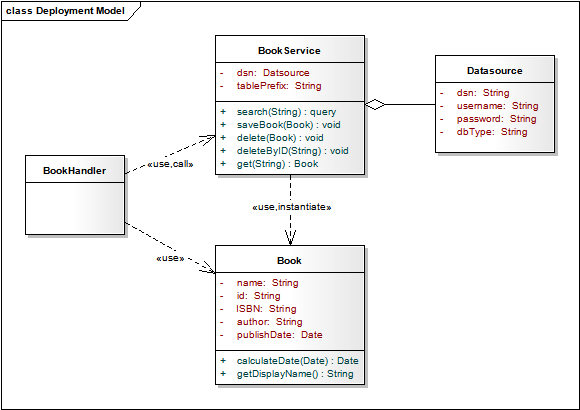 class Deployment Model
BookService
- dsn: Datsource
- tablePrefix: String
+ search(String) : query
+ saveBook(Book) : void
+ delete(Book) : void
+ deleteByID(String) : void
+ get(String) : Book
Datasource
- dsn: String
- username: String
- password: String
- dbType: String
BookHandler
«use,call»
«use,instantiate»
«use»
Book
- name: String
- id: String
- ISBN: String
- author: String
- publishDate: Date
+ calculateDate(Date) : Date
+ getDisplayName() : String